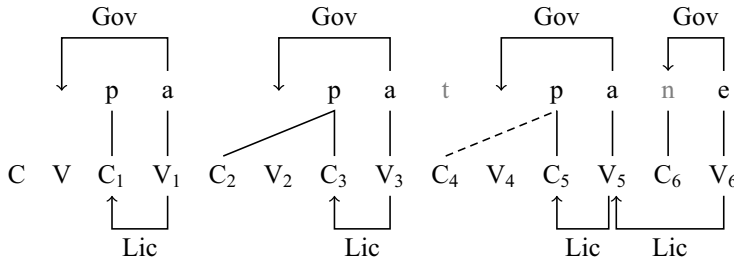 Gov Gov Gov Gov
p a p a t p a n e
C V C₁ V₁ C₂ V₂ C₃ V₃ C₄ V₄ C₅ V₅ C₆ V₆
Lic Lic Lic Lic